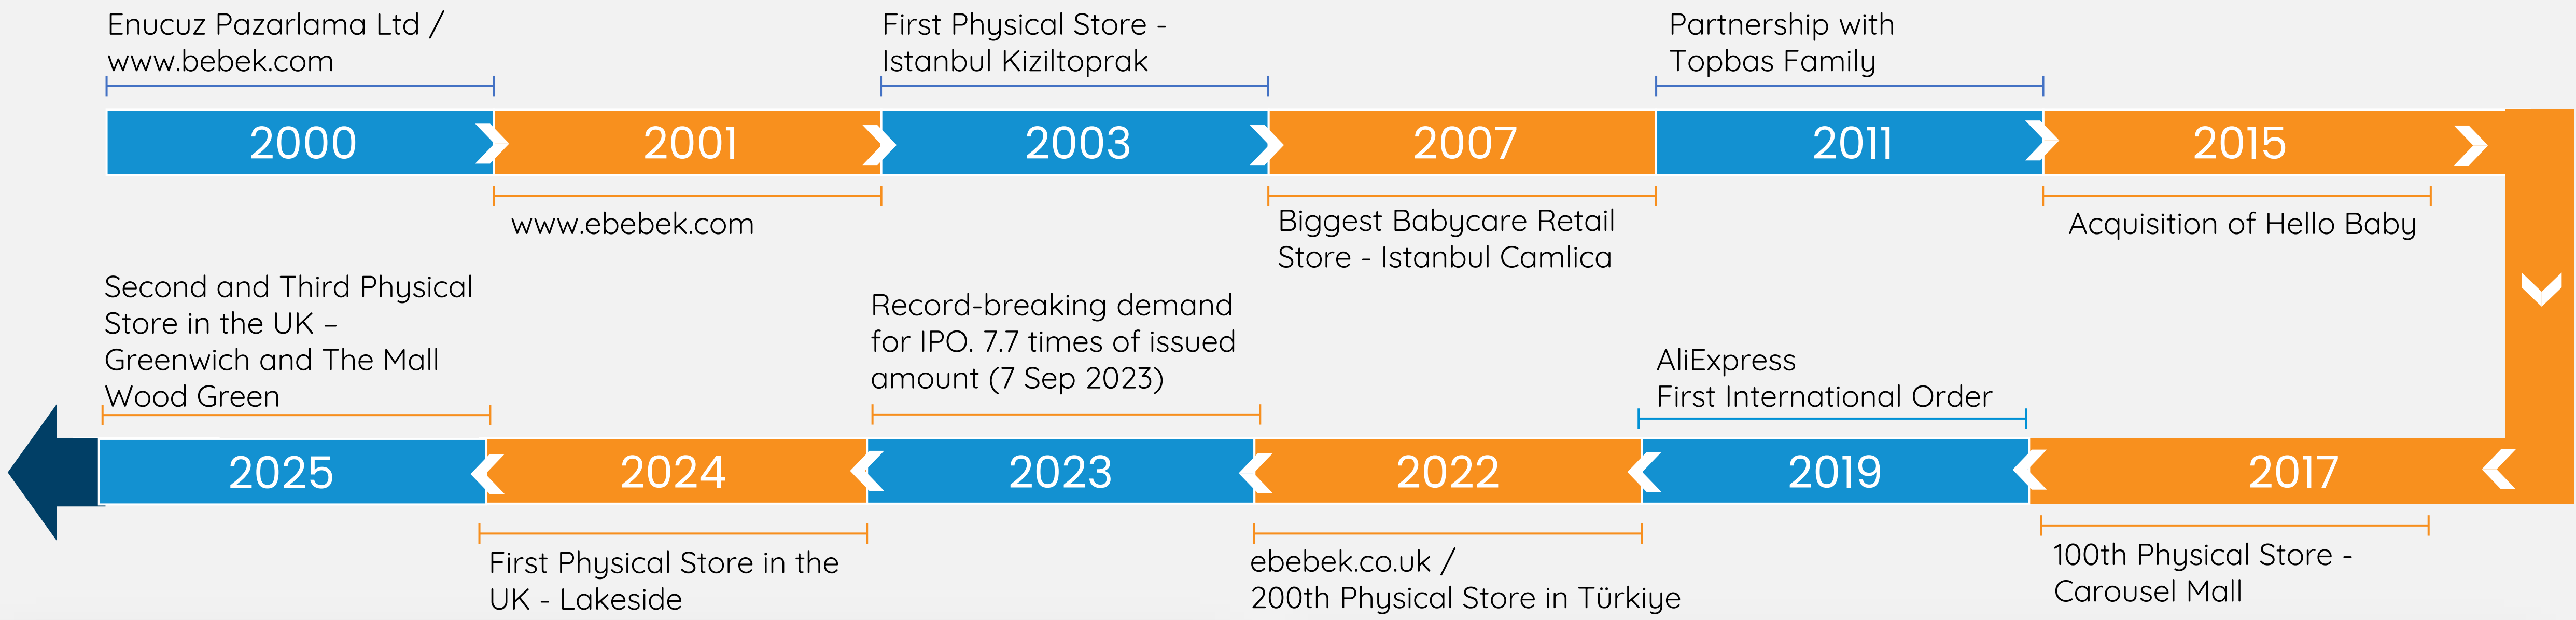 Enucuz Pazarlama Ltd /
www.bebek.com
First Physical Store -
Istanbul Kiziltoprak
Partnership with
Topbas Family
2000
2001
2003
2007
2011
2015
www.ebebek.com
Biggest Babycare Retail
Store - Istanbul Camlica
Acquisition of Hello Baby
Second and Third Physical
Store in the UK –
Greenwich and The Mall
Wood Green
Record-breaking demand
for IPO. 7.7 times of issued
amount (7 Sep 2023)
AliExpress
First International Order
2025
2024
2023
2022
2019
2017
First Physical Store in the
UK - Lakeside
ebebek.co.uk /
200th Physical Store in Türkiye
100th Physical Store -
Carousel Mall